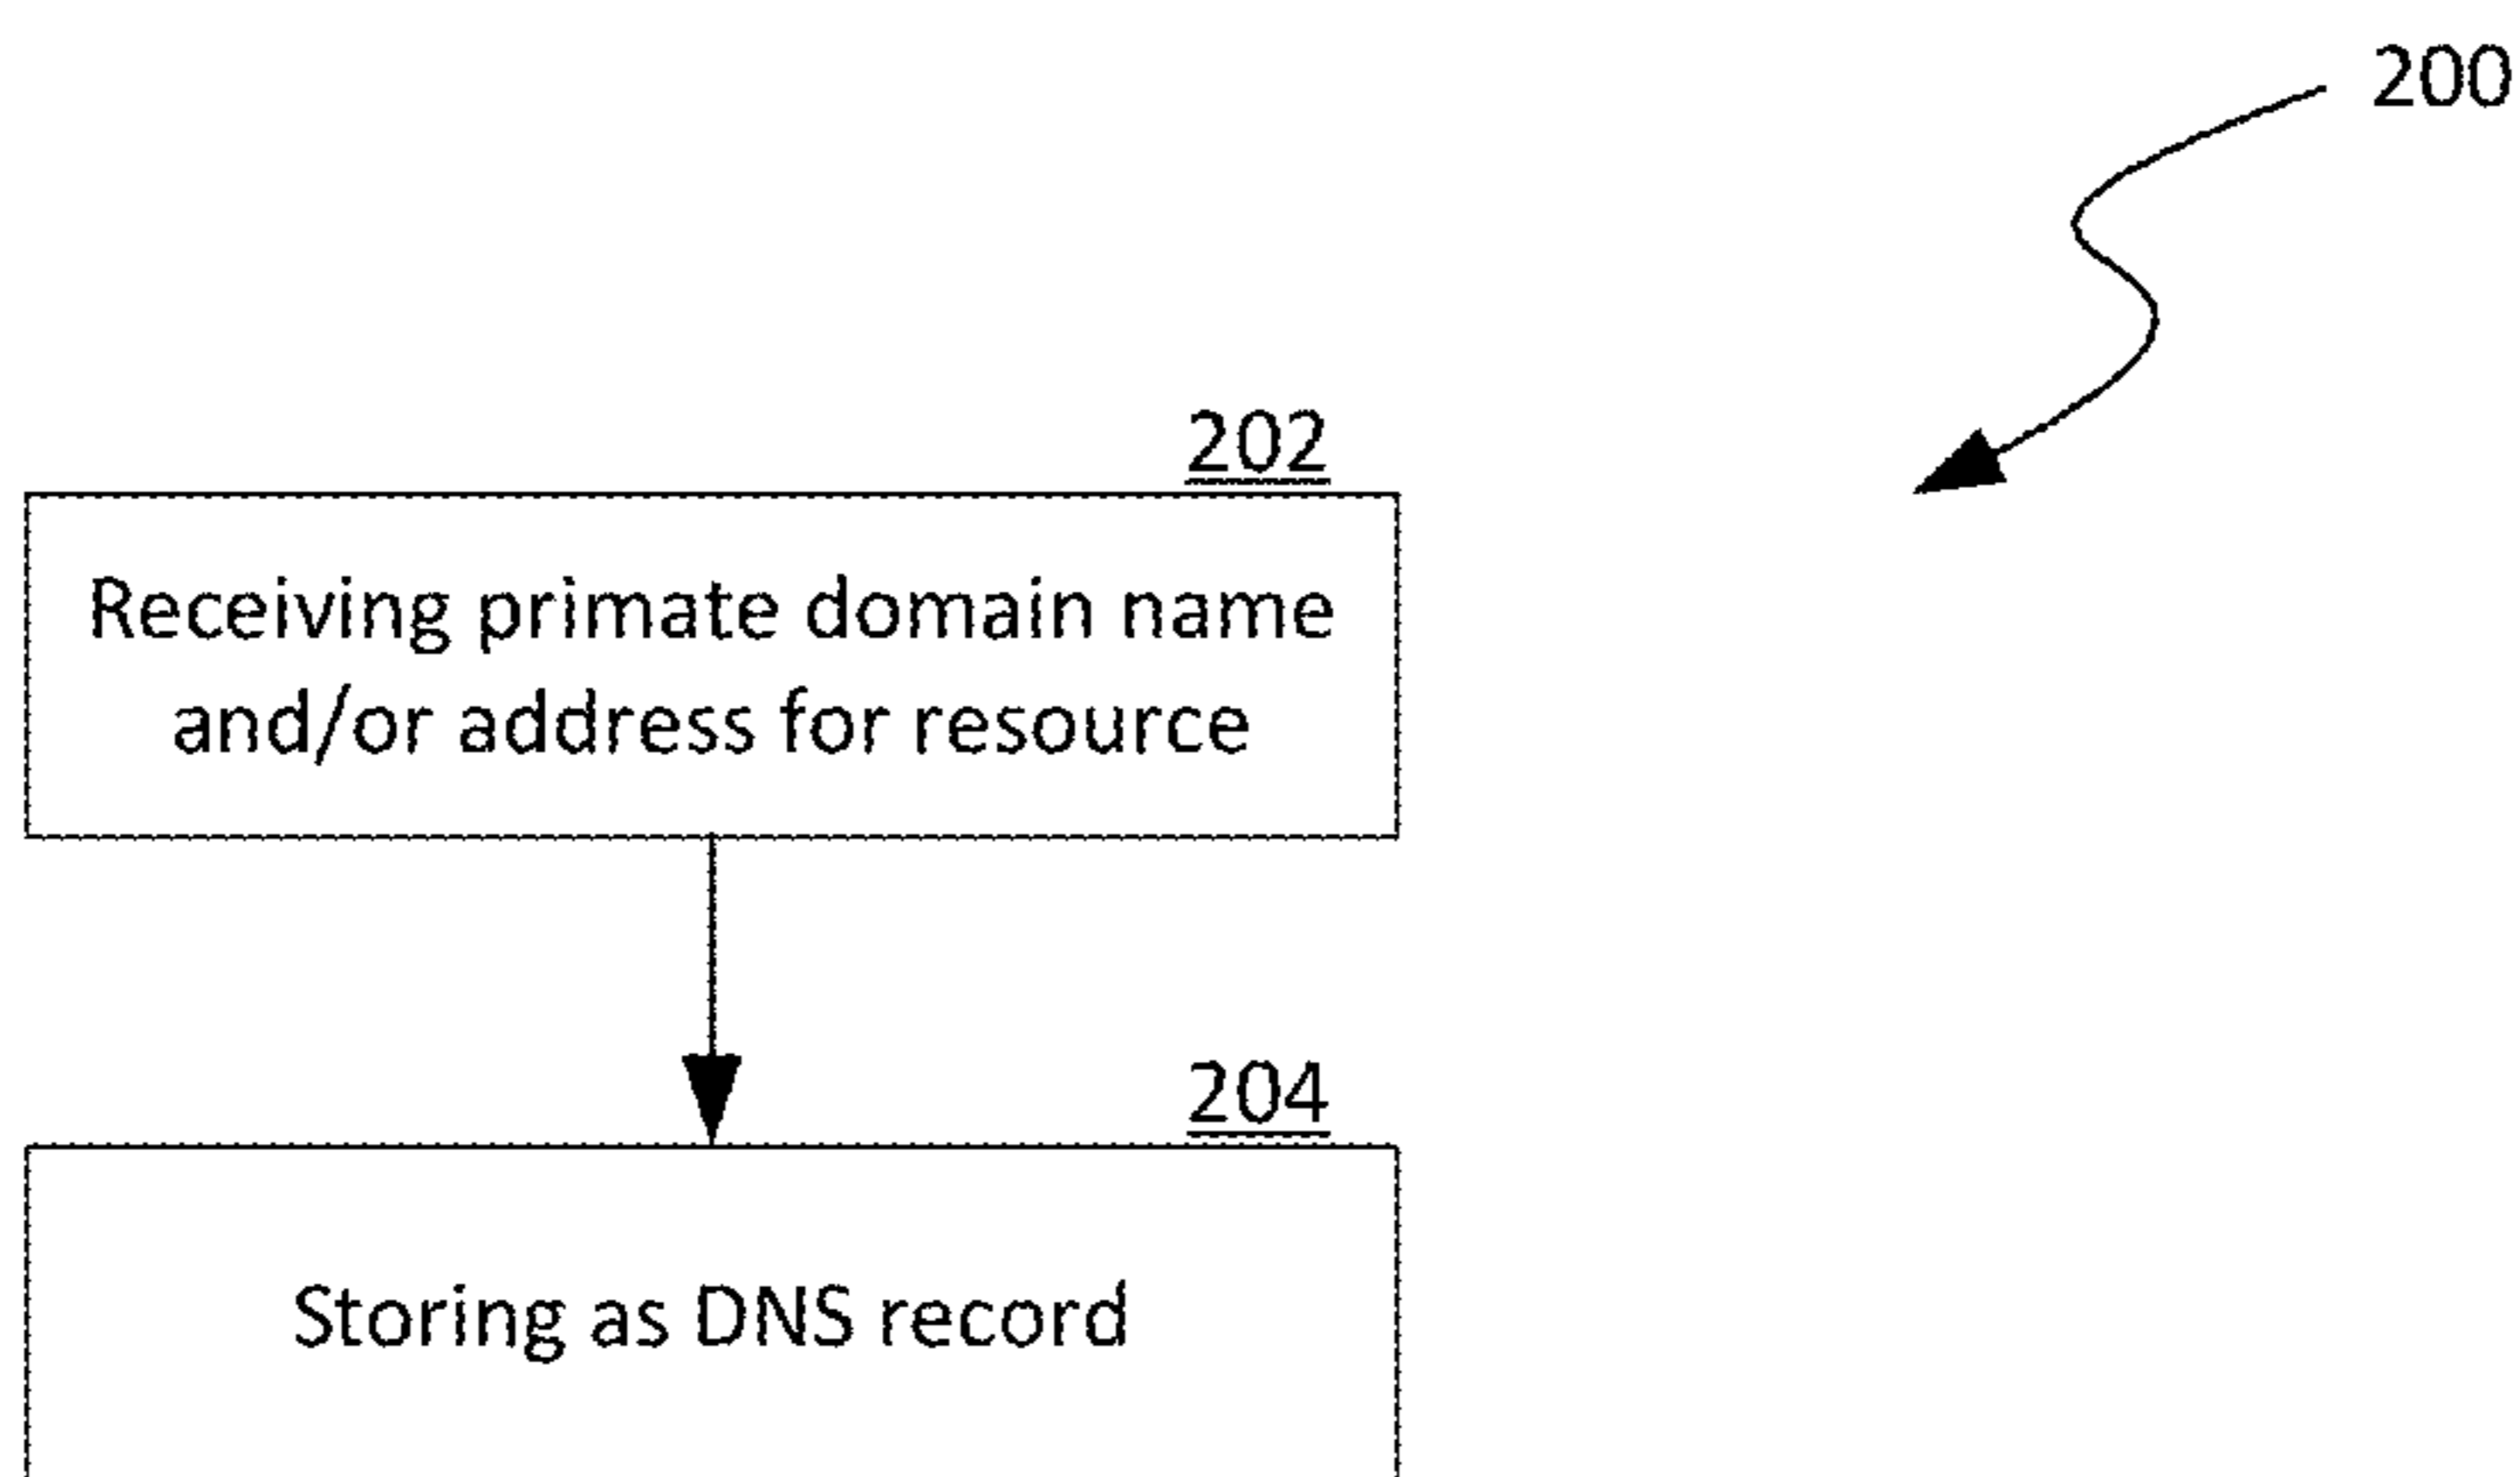 200
202
Receiving primate domain name
and/or address for resource
204
Storing as DNS record